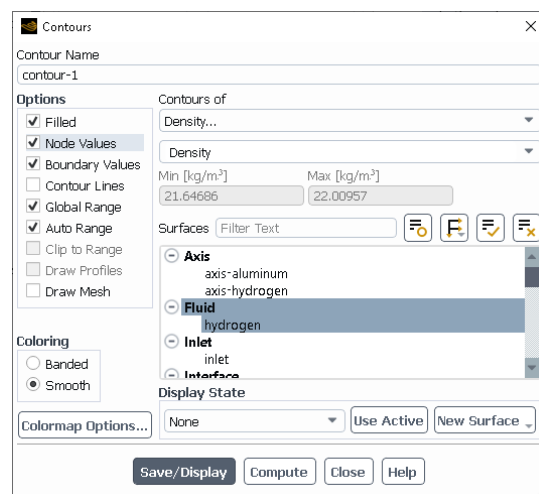 Contours
Contour Name
contour-1
Options
Filled
Node Values
Boundary Values
Contour Lines
Global Range
Auto Range
Clip to Range
Draw Profiles
Draw Mesh
Coloring
Banded
Smooth
Colormap Options...
Contours of
Density...
Density
Min [kg/m³] Max [kg/m³]
21.64686 22.00957
Surfaces Filter Text
Axis
axis-aluminum
axis-hydrogen
Fluid
hydrogen
Inlet
inlet
Interface
Display State
None Use Active New Surface
Save/Display Compute Close Help